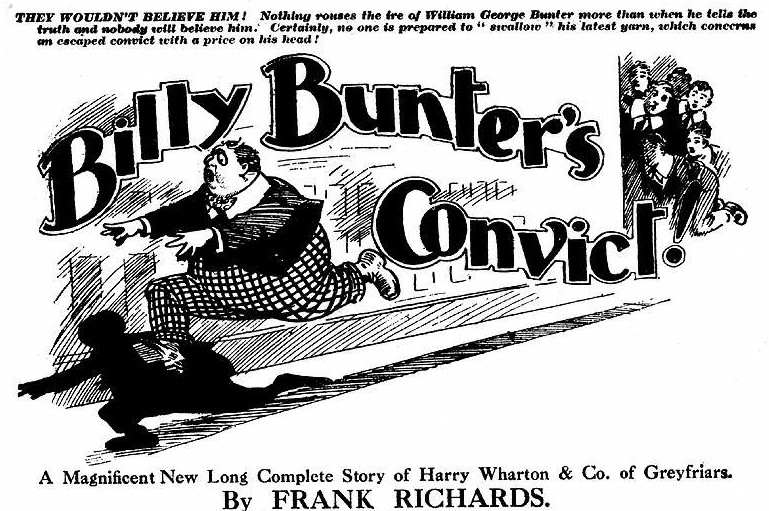 THEY WOULDN'T BELIEVE HIM! Nothing rouses the ire of William George Bunter more than when he tells the
truth and nobody will believe him. Certainly, no one is prepared to "swallow" his latest yarn, which concerns
an escaped convict with a price on his head!
Billy Bunter's
Convict!
A Magnificent New Long Complete Story of Harry Wharton & Co. of Greyfriars.
By FRANK RICHARDS.